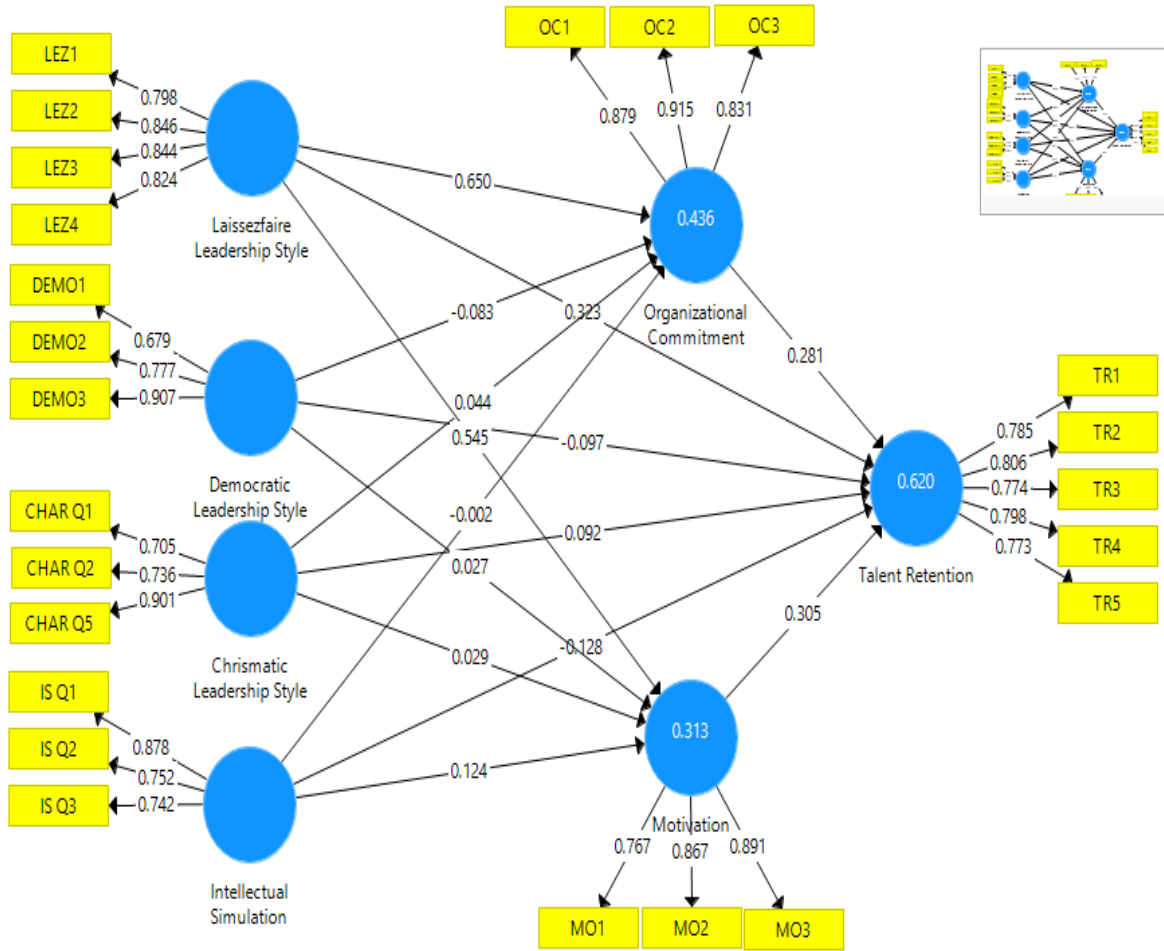 OC1 OC2 OC3
LEZ1
LEZ2
LEZ3
LEZ4
0.798
0.846
0.844
0.824
Laissezfaire
Leadership Style
0.879 0.915 0.831
0.650
0.436
Organizational
Commitment
DEMO1
DEMO2
DEMO3
0.679
0.777
0.907
Democratic
Leadership Style
-0.083
0.323
0.281
0.044
0.545
-0.097
TR1
TR2
TR3
TR4
TR5
0.785
0.806
0.774
0.798
0.773
0.620
Talent Retention
CHAR Q1
CHAR Q2
CHAR Q5
0.705
0.736
0.901
Chrismatic
Leadership Style
-0.002
0.092
0.027
0.029
-0.128
0.305
IS Q1
IS Q2
IS Q3
0.878
0.752
0.742
Intellectual
Simulation
0.124
0.313
Motivation
0.767 0.867 0.891
MO1 MO2 MO3